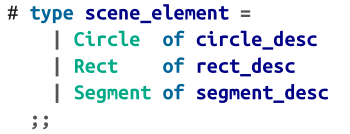 # type scene_element =
    | Circle  of circle_desc
    | Rect    of rect_desc
    | Segment of segment_desc
  ;;